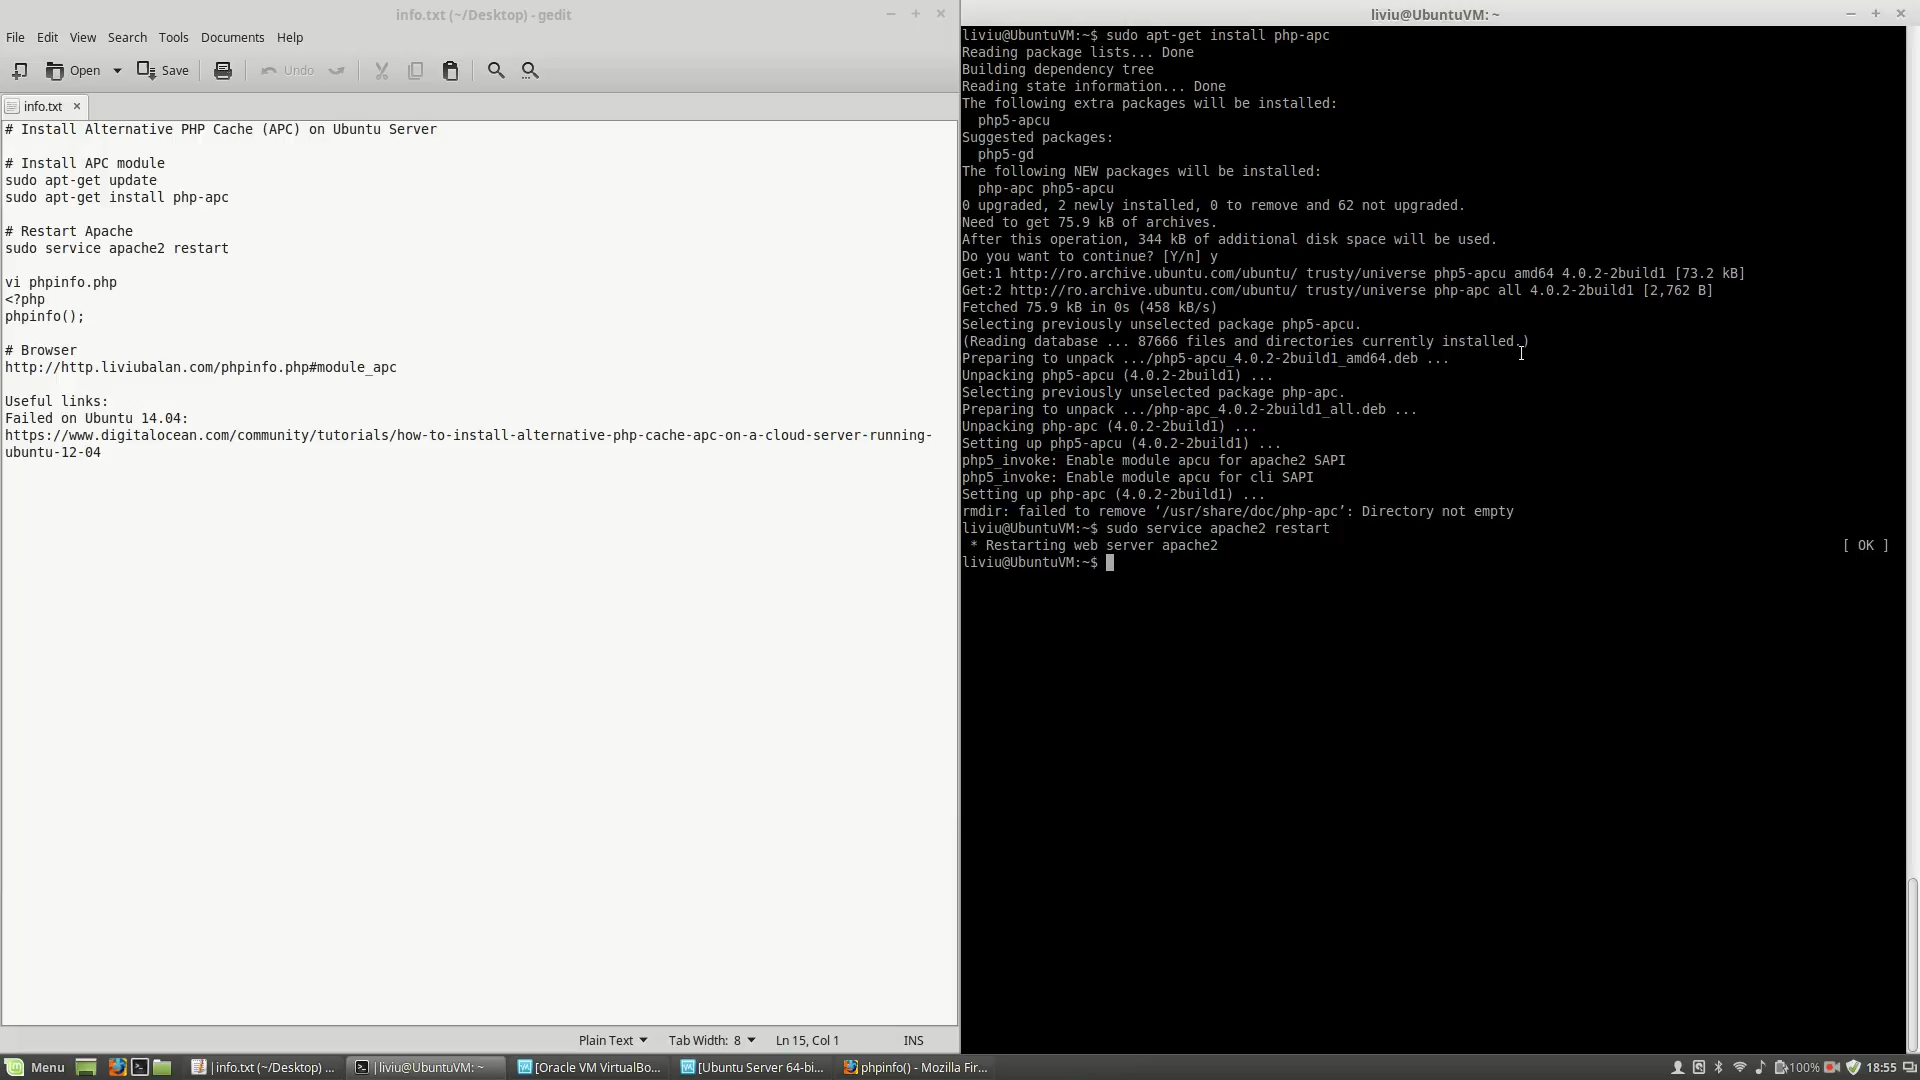 info.txt (~/Desktop) - gedit
File Edit View Search Tools Documents Help
Open Save Undo
info.txt
# Install Alternative PHP Cache (APC) on Ubuntu Server
# Install APC module
sudo apt-get update
sudo apt-get install php-apc
# Restart Apache
sudo service apache2 restart
vi phpinfo.php
<?php
phpinfo();
# Browser
http://http.liviubalan.com/phpinfo.php#module_apc
Useful links:
Failed on Ubuntu 14.04:
https://www.digitalocean.com/community/tutorials/how-to-install-alternative-php-cache-apc-on-a-cloud-server-running-
ubuntu-12-04
Plain Text Tab Width: 8 Ln 15, Col 1 INS
liviu@UbuntuVM: ~
liviu@UbuntuVM:~$ sudo apt-get install php-apc
Reading package lists... Done
Building dependency tree
Reading state information... Done
The following extra packages will be installed:
php5-apcu
Suggested packages:
php5-gd
The following NEW packages will be installed:
php-apc php5-apcu
0 upgraded, 2 newly installed, 0 to remove and 62 not upgraded.
Need to get 75.9 kB of archives.
After this operation, 344 kB of additional disk space will be used.
Do you want to continue? [Y/n] y
Get:1 http://ro.archive.ubuntu.com/ubuntu/ trusty/universe php5-apcu amd64 4.0.2-2build1 [73.2 kB]
Get:2 http://ro.archive.ubuntu.com/ubuntu/ trusty/universe php-apc all 4.0.2-2build1 [2,762 B]
Fetched 75.9 kB in 0s (458 kB/s)
Selecting previously unselected package php5-apcu.
(Reading database ... 87666 files and directories currently installed.)
Preparing to unpack .../php5-apcu_4.0.2-2build1_amd64.deb ...
Unpacking php5-apcu (4.0.2-2build1) ...
Selecting previously unselected package php-apc.
Preparing to unpack .../php-apc_4.0.2-2build1_all.deb ...
Unpacking php-apc (4.0.2-2build1) ...
Setting up php5-apcu (4.0.2-2build1) ...
php5_invoke: Enable module apcu for apache2 SAPI
php5_invoke: Enable module apcu for cli SAPI
Setting up php-apc (4.0.2-2build1) ...
rmdir: failed to remove ‘/usr/share/doc/php-apc’: Directory not empty
liviu@UbuntuVM:~$ sudo service apache2 restart
* Restarting web server apache2 [ OK ]
liviu@UbuntuVM:~$
Menu |info.txt (~/Desktop) ... |liviu@UbuntuVM: ~ [Oracle VM VirtualBo... [Ubuntu Server 64-bi... phpinfo() - Mozilla Fir... 100% 18:55